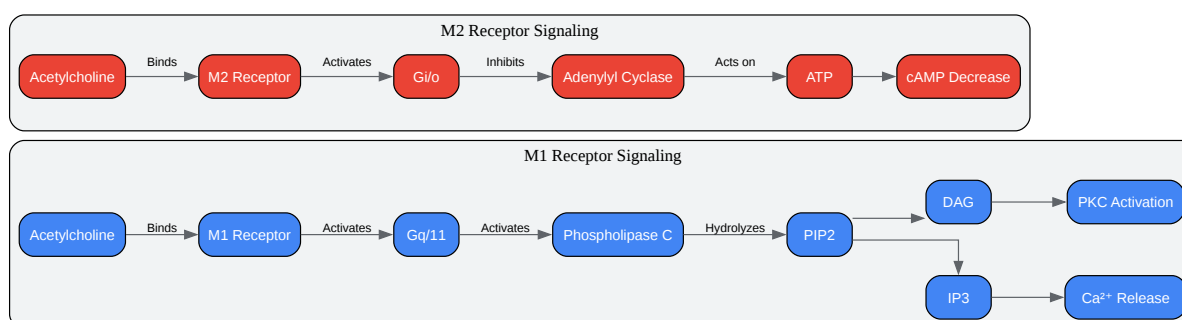 M2 Receptor Signaling
Acetylcholine Binds M2 Receptor Activates Gi/o Inhibits Adenylyl Cyclase Acts on ATP cAMP Decrease
M1 Receptor Signaling
DAG PKC Activation
Acetylcholine Binds M1 Receptor Activates Gq/11 Activates Phospholipase C Hydrolyzes PIP2
IP3 Ca²⁺ Release